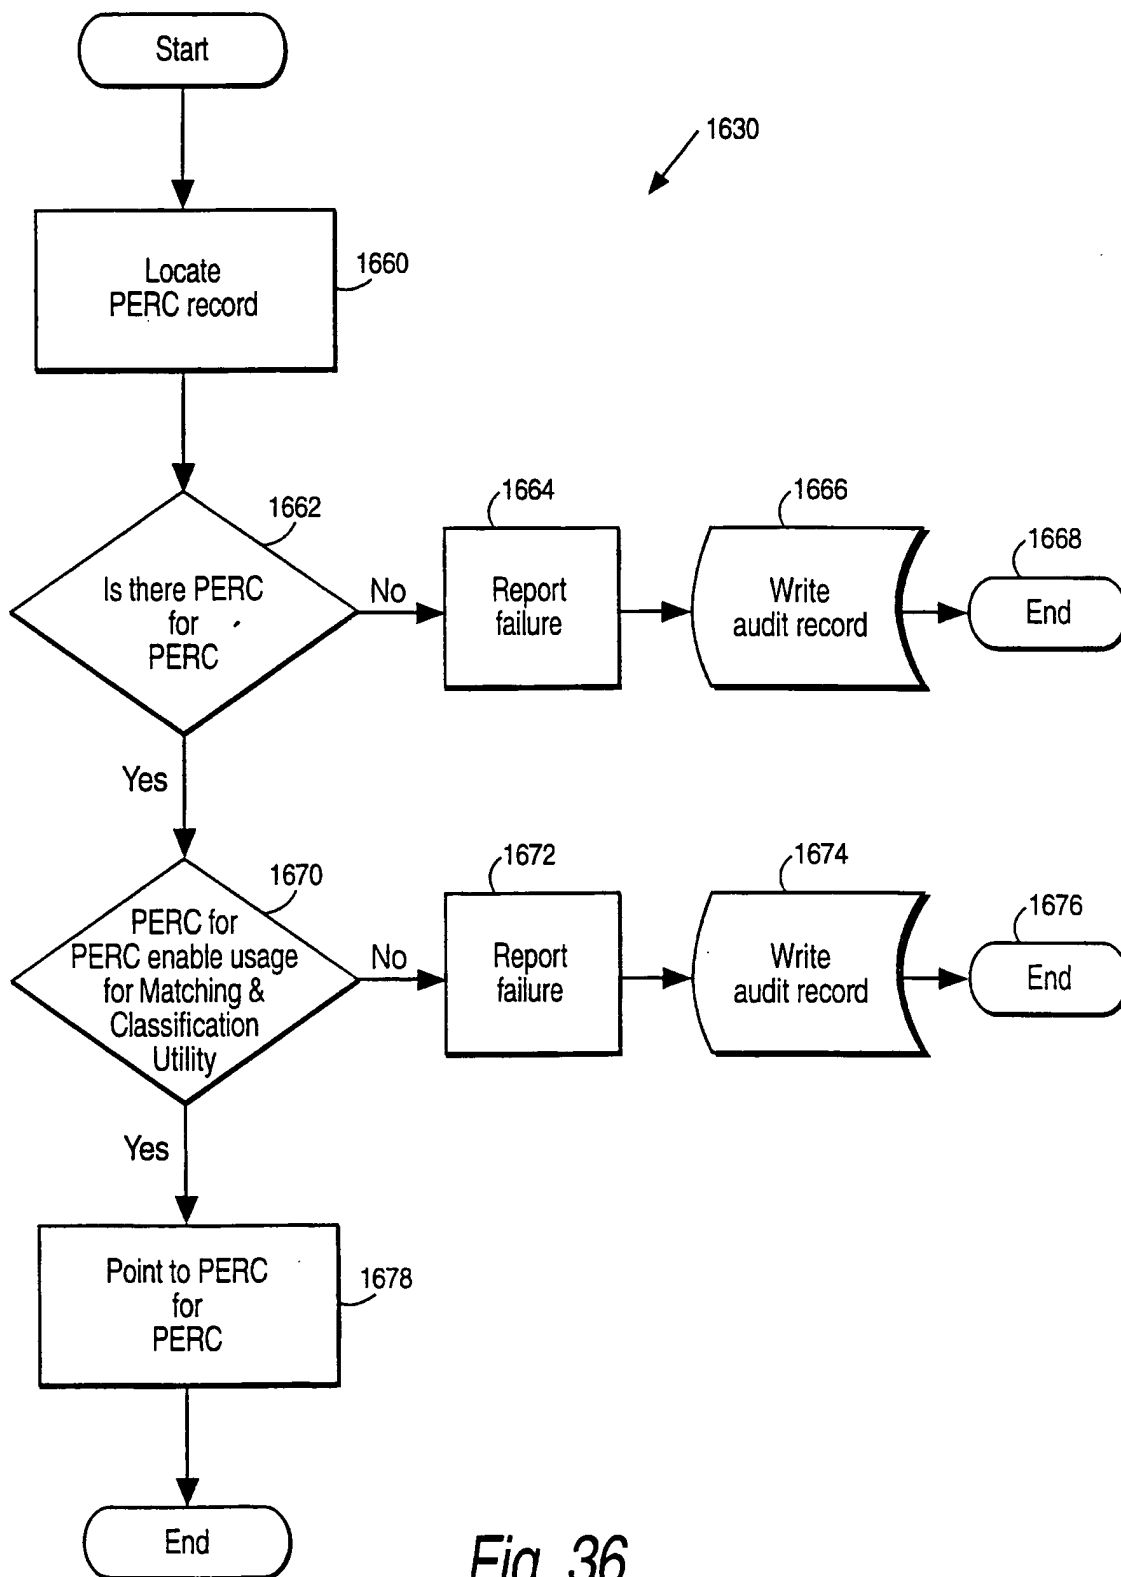 Start
1630
Locate
PERC record
1660
1662
Is there PERC
for
PERC
No
1664
Report
failure
1666
Write
audit record
1668
End
Yes
1670
PERC for
PERC enable usage
for Matching &
Classification
Utility
No
1672
Report
failure
1674
Write
audit record
1676
End
Yes
Point to PERC
for
PERC
1678
End
Fig. 36